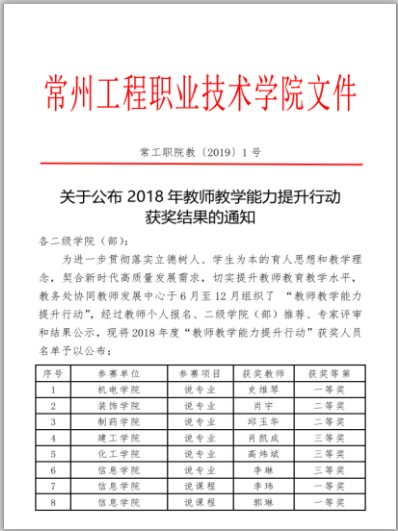 常州工程职业技术学院文件
常工职院教〔2019〕1 号
关于公布 2018 年教师教学能力提升行动
获奖结果的通知
各二级学院（部）：
为进一步贯彻落实立德树人、学生为本的育人思想和教学理
念，契合新时代高质量发展需求，切实提升教师教育教学水平，
教务处协同教师发展中心于 6 月至 12 月组织了 “教师教学能力
提升行动”，经过教师个人报名、二级学院（部）推荐、专家评审
和结果公示，现将 2018 年度“教师教学能力提升行动”获奖人员
名单予以公布：
序号 参赛单位 参赛项目 获奖教师 获奖等第
1 机电学院 说专业 史维琴 一等奖
2 装饰学院 说专业 肖宇 二等奖
3 制药学院 说专业 邱玉华 二等奖
4 建工学院 说专业 肖凯成 三等奖
5 化工学院 说专业 高炜斌 三等奖
6 信息学院 说专业 李琳 三等奖
7 信息学院 说课程 李玮 一等奖
8 信息学院 说课程 郭琳 一等奖